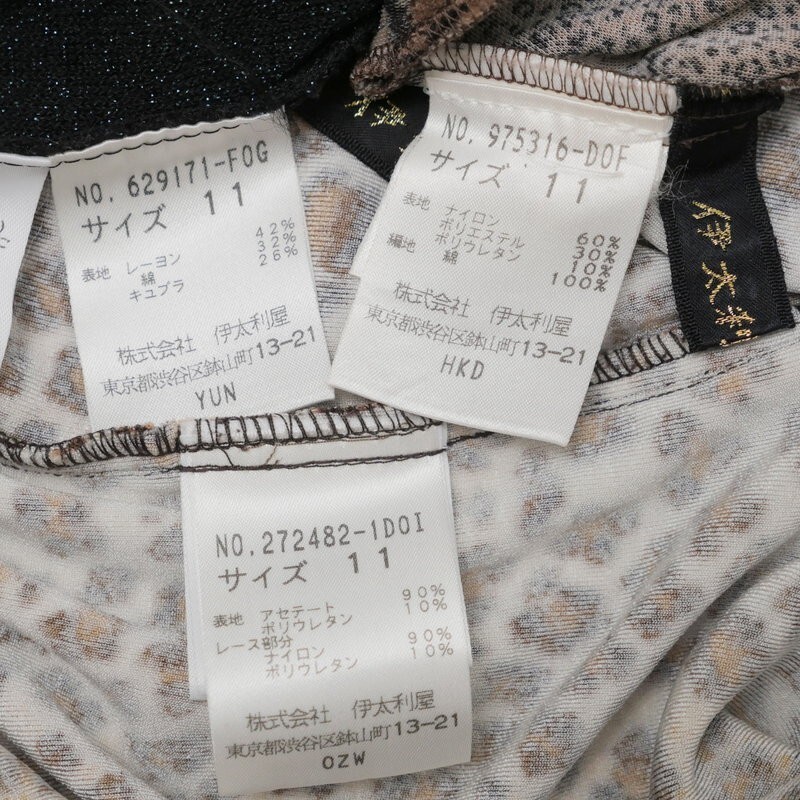 NO. 629171-FOG
サイズ 11
表地 レーヨン 42%
綿 32%
キュプラ 26%
株式会社 伊太利屋
東京都渋谷区鉢山町13-21
YUN
NO. 975316-DOF
サイズ 11
表地 ナイロン 60%
ポリエステル 30%
ポリウレタン 10%
編地 綿 100%
株式会社 伊太利屋
東京都渋谷区鉢山町13-21
HKD
伊太利
NO.272482-1DOI
サイズ 11
表地 アセテート 90%
ポリウレタン 10%
レース部分
ナイロン 90%
ポリウレタン 10%
株式会社 伊太利屋
東京都渋谷区鉢山町13-21
OZW